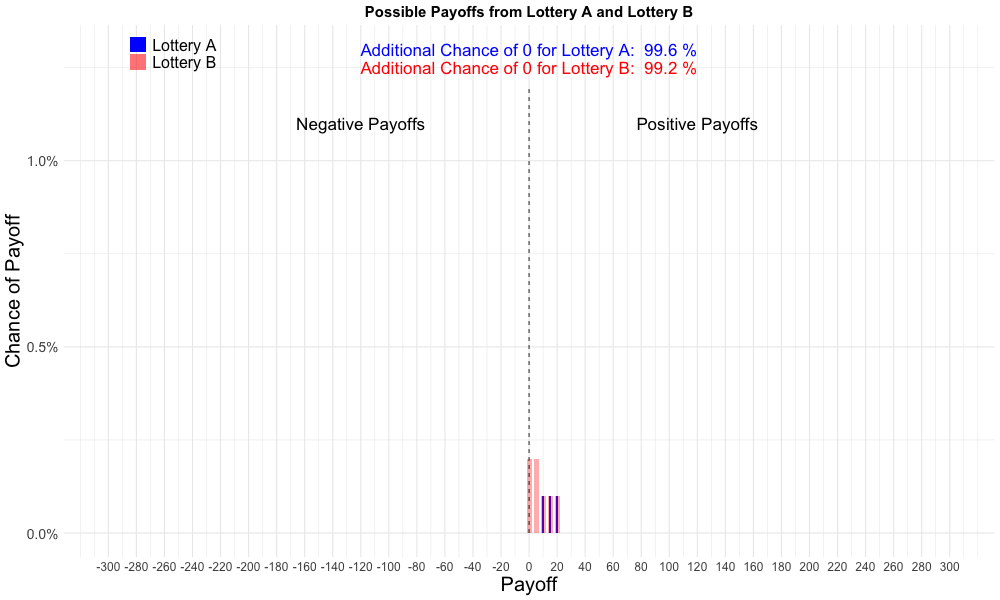 Possible Payoffs from Lottery A and Lottery B
Lottery A
Lottery B
Additional Chance of 0 for Lottery A: 99.6 %
Additional Chance of 0 for Lottery B: 99.2 %
Negative Payoffs
Positive Payoffs
Chance of Payoff
1.0%
0.5%
0.0%
-300 -280 -260 -240 -220 -200 -180 -160 -140 -120 -100 -80 -60 -40 -20 0 20 40 60 80 100 120 140 160 180 200 220 240 260 280 300
Payoff